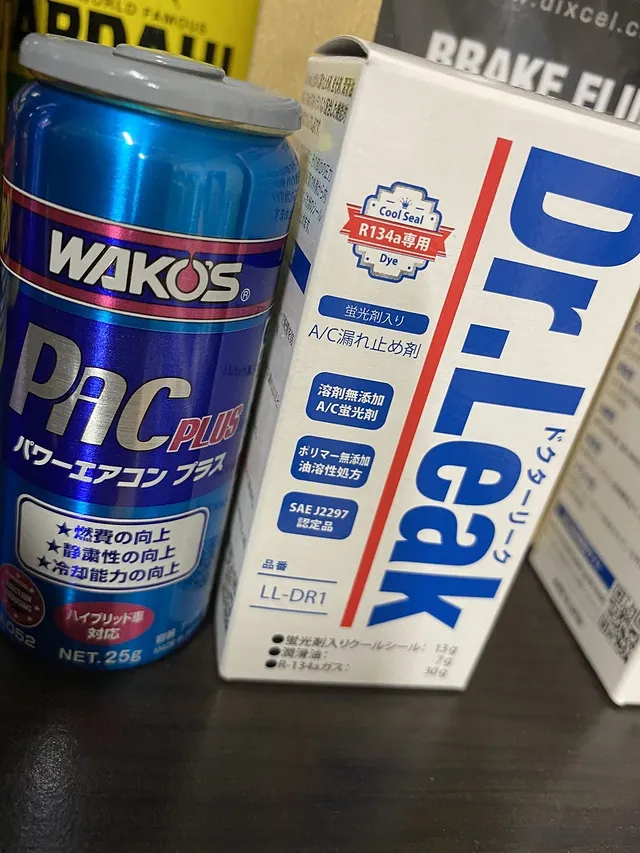 WORLD FAMOUS
BARDAHL
www.dixcel.c
BRAKE FLUI
WAKO'S®
PAC PLUS
パワーエアコン プラス
★燃費の向上
★静粛性の向上
★冷却能力の向上
ハイブリッド車
対応
NET.25g
Cool Seal
R134a専用
Dye
蛍光剤入り
A/C漏れ止め剤
溶剤無添加
A/C蛍光剤
ポリマー無添加
油溶性処方
SAE J2297
認定品
品番
LL-DR1
Dr.Leak
ドクターリーク
●蛍光剤入りクールシール: 13g
●潤滑油: 7g
●R-134aガス: 30g